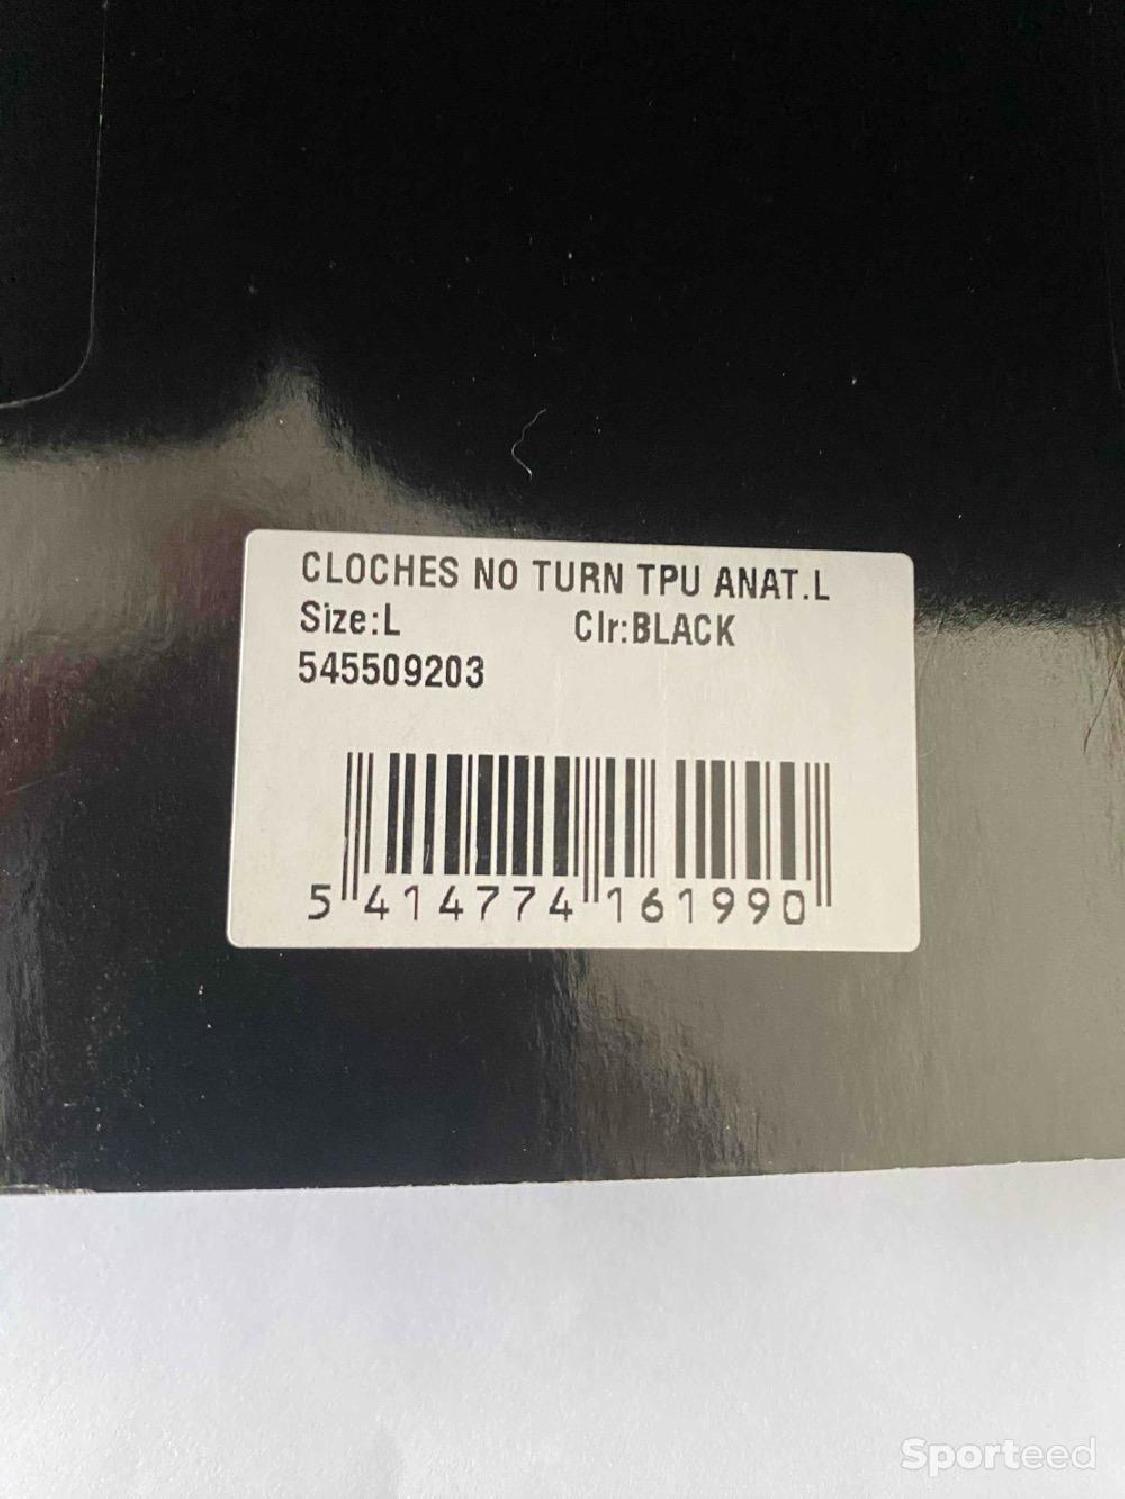 CLOCHES NO TURN TPU ANAT.L
Size:L Clr:BLACK
545509203
5 414774 161990
Sporteed